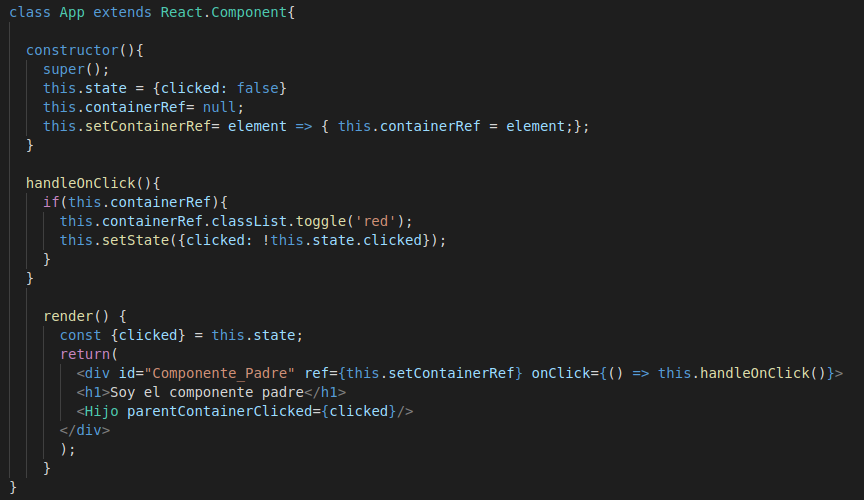 class App extends React.Component{
constructor(){
super();
this.state = {clicked: false}
this.containerRef= null;
this.setContainerRef= element => { this.containerRef = element;};
}
handleOnClick(){
if(this.containerRef){
this.containerRef.classList.toggle('red');
this.setState({clicked: !this.state.clicked});
}
}
render() {
const {clicked} = this.state;
return(
<div id="Componente_Padre" ref={this.setContainerRef} onClick={() => this.handleOnClick()}>
<h1>Soy el componente padre</h1>
<Hijo parentContainerClicked={clicked}/>
</div>
);
}
}